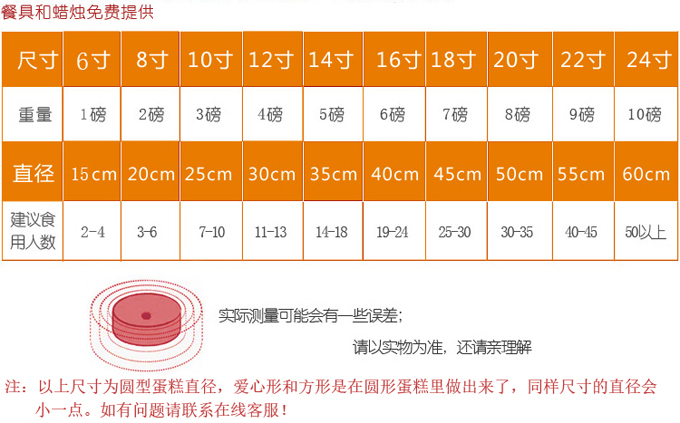 餐具和蜡烛免费提供
尺寸 6寸 8寸 10寸 12寸 14寸 16寸 18寸 20寸 22寸 24寸
重量 1磅 2磅 3磅 4磅 5磅 6磅 7磅 8磅 9磅 10磅
直径 15cm 20cm 25cm 30cm 35cm 40cm 45cm 50cm 55cm 60cm
建议食
用人数 2-4 3-6 7-10 11-13 14-18 19-24 25-30 30-35 40-45 50以上
实际测量可能会有一些误差；
请以实物为准，还请亲理解
注：以上尺寸为圆型蛋糕直径，爱心形和方形是在圆形蛋糕里做出来了，同样尺寸的直径会
小一点。如有问题请联系在线客服！